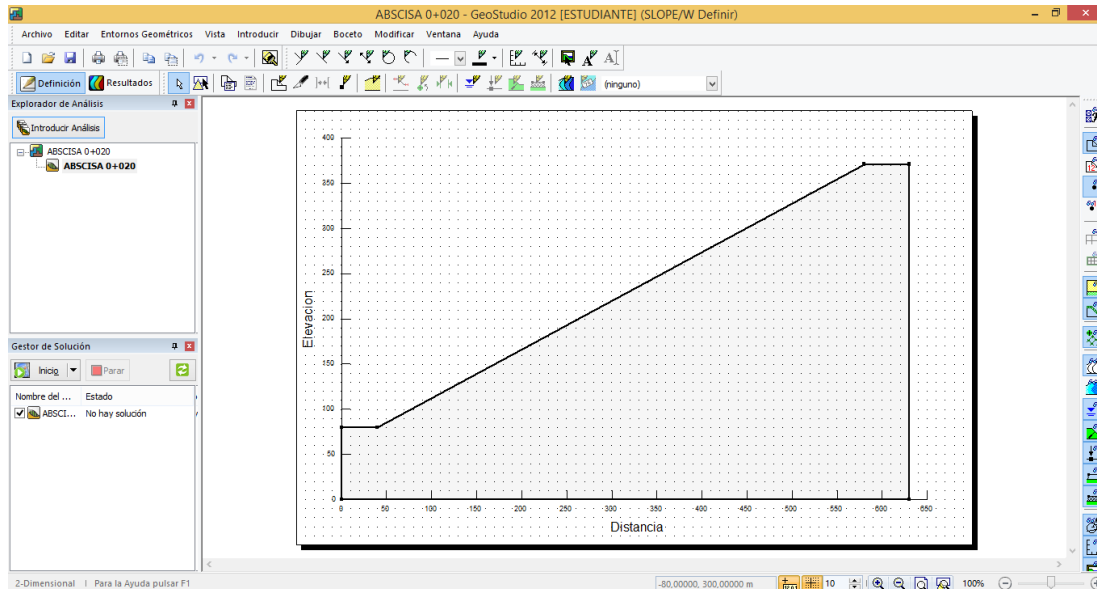 ABSCISA 0+020 - GeoStudio 2012 [ESTUDIANTE] (SLOPE/W Definir)
Archivo Editar Entornos Geométricos Vista Introducir Dibujar Boceto Modificar Ventana Ayuda
Definición Resultados (ninguno)
Explorador de Análisis
Introducir Análisis
ABSCISA 0+020
ABSCISA 0+020
Gestor de Solución
Inicio Parar
Nombre del ... Estado
ABSCI... No hay solución
400
350
300
250
200
150
100
50
0
Elevacion
0 50 100 150 200 250 300 350 400 450 500 550 600 650
Distancia
2-Dimensional | Para la Ayuda pulsar F1
-80,00000, 300,00000 m
10
100%